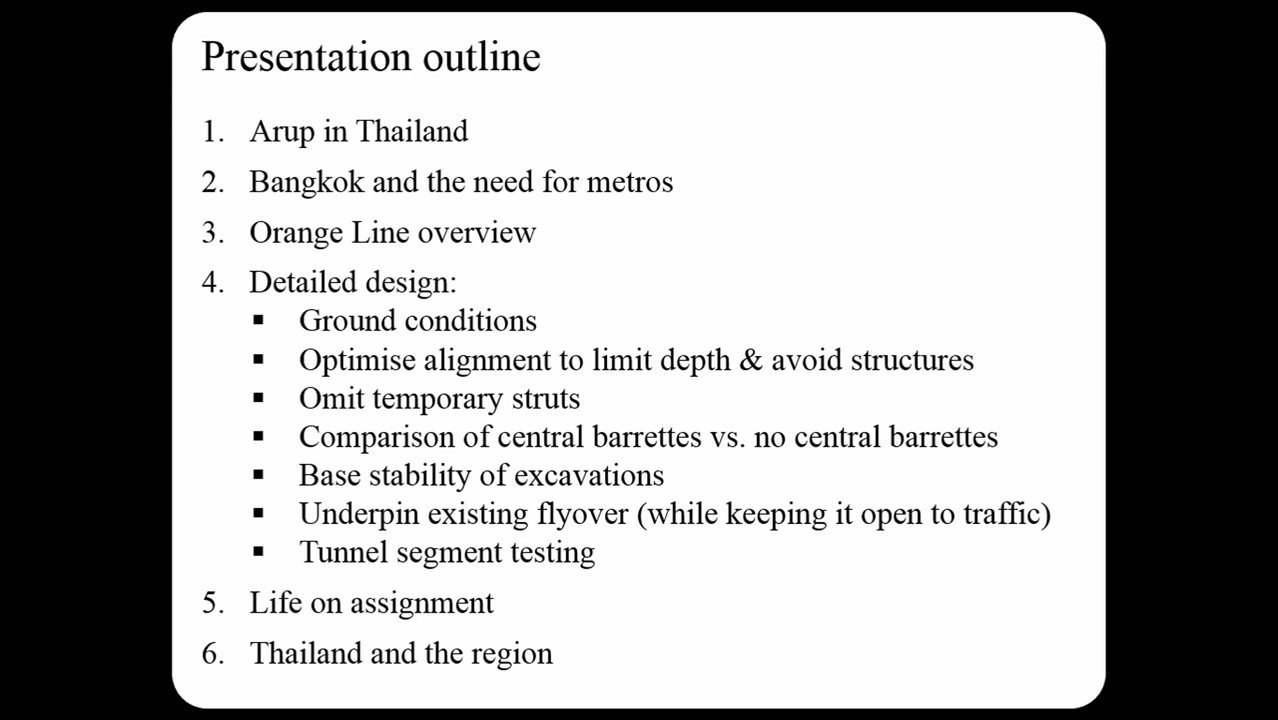 Presentation outline
1. Arup in Thailand
2. Bangkok and the need for metros
3. Orange Line overview
4. Detailed design:
▪ Ground conditions
▪ Optimise alignment to limit depth & avoid structures
▪ Omit temporary struts
▪ Comparison of central barrettes vs. no central barrettes
▪ Base stability of excavations
▪ Underpin existing flyover (while keeping it open to traffic)
▪ Tunnel segment testing
5. Life on assignment
6. Thailand and the region